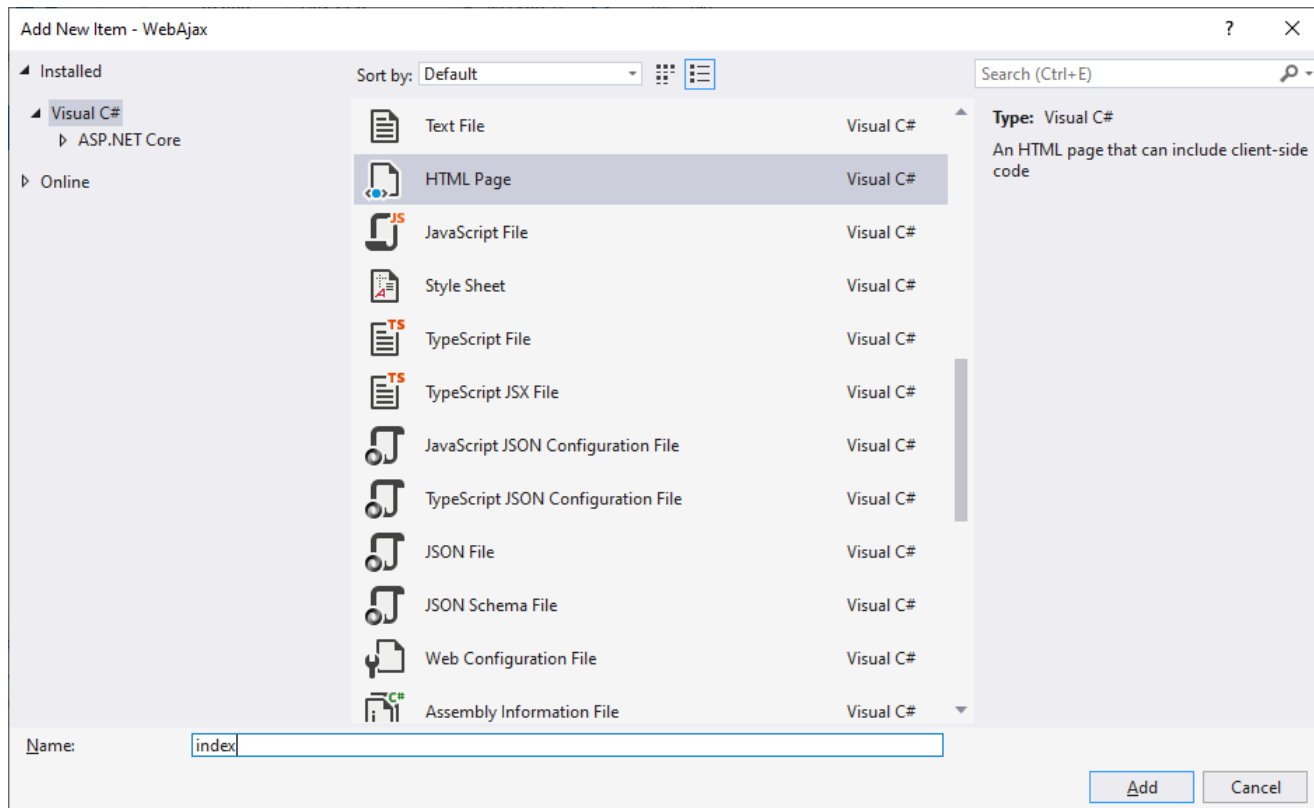 Add New Item - WebAjax
?
Installed
Sort by: Default
Search (Ctrl+E)
Visual C#
ASP.NET Core
Online
Text File Visual C#
HTML Page Visual C#
JavaScript File Visual C#
Style Sheet Visual C#
TypeScript File Visual C#
TypeScript JSX File Visual C#
JavaScript JSON Configuration File Visual C#
TypeScript JSON Configuration File Visual C#
JSON File Visual C#
JSON Schema File Visual C#
Web Configuration File Visual C#
Assembly Information File Visual C#
Type: Visual C#
An HTML page that can include client-side
code
Name: index
Add Cancel